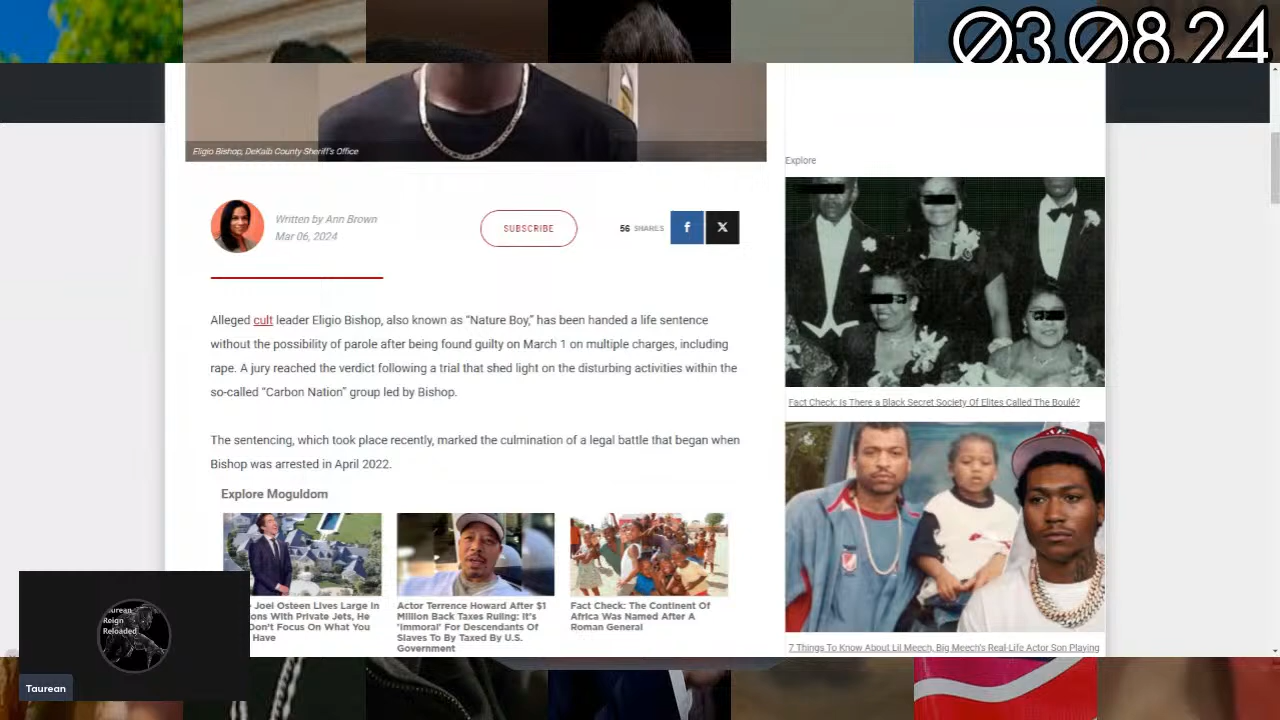 03.08.24
Eligio Bishop, DeKalb County Sheriff's Office
Written by Ann Brown
Mar 06, 2024
SUBSCRIBE
56 SHARES
Alleged cult leader Eligio Bishop, also known as “Nature Boy,” has been handed a life sentence
without the possibility of parole after being found guilty on March 1 on multiple charges, including
rape. A jury reached the verdict following a trial that shed light on the disturbing activities within the
so-called “Carbon Nation” group led by Bishop.
The sentencing, which took place recently, marked the culmination of a legal battle that began when
Bishop was arrested in April 2022.
Explore Moguldom
Joel Osteen Lives Large In
ons With Private Jets, He
Don't Focus On What You
Have
Actor Terrence Howard After $1
Million Back Taxes Ruling: It's
'Immoral' For Descendants Of
Slaves To By Taxed By U.S.
Government
Fact Check: The Continent Of
Africa Was Named After A
Roman General
Explore
Fact Check: Is There a Black Secret Society Of Elites Called The Boulé?
7 Things To Know About Lil Meech, Big Meech's Real-Life Actor Son Playing
aurean
Reign
Reloaded
Taurean